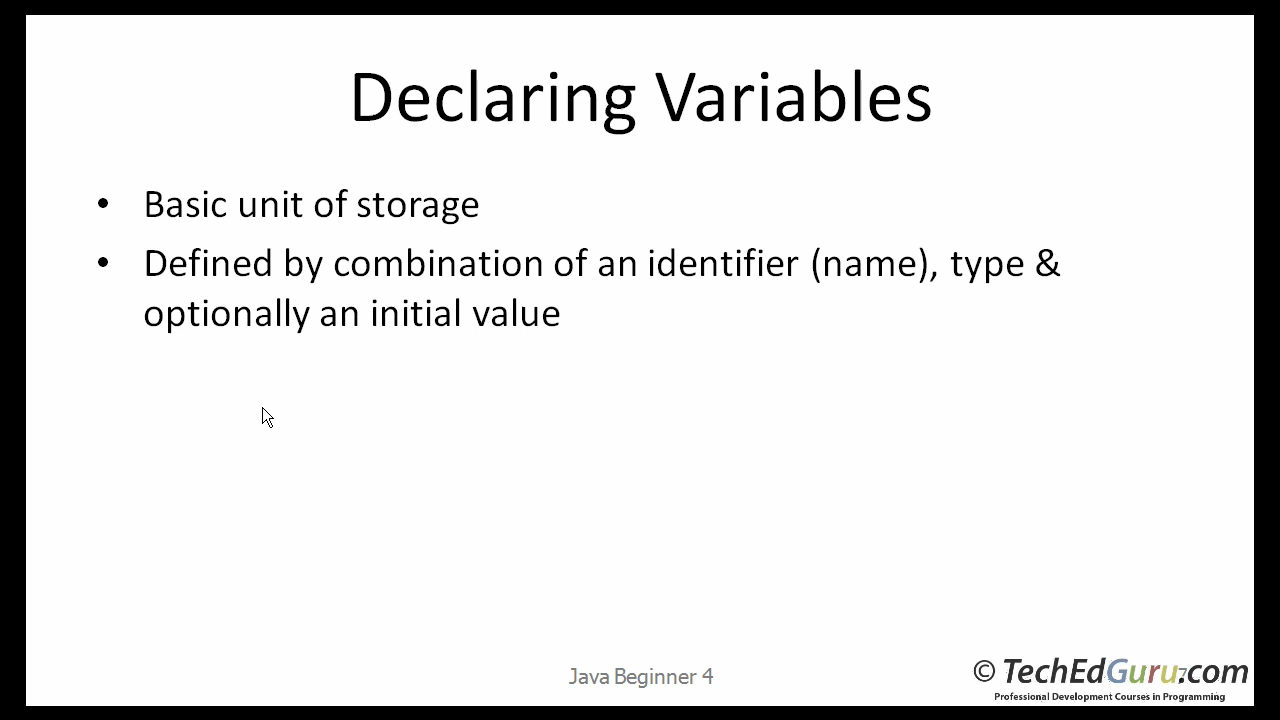 Declaring Variables
• Basic unit of storage
• Defined by combination of an identifier (name), type &
optionally an initial value
Java Beginner 4
© TechEdGuru.com
Professional Development Courses in Programming